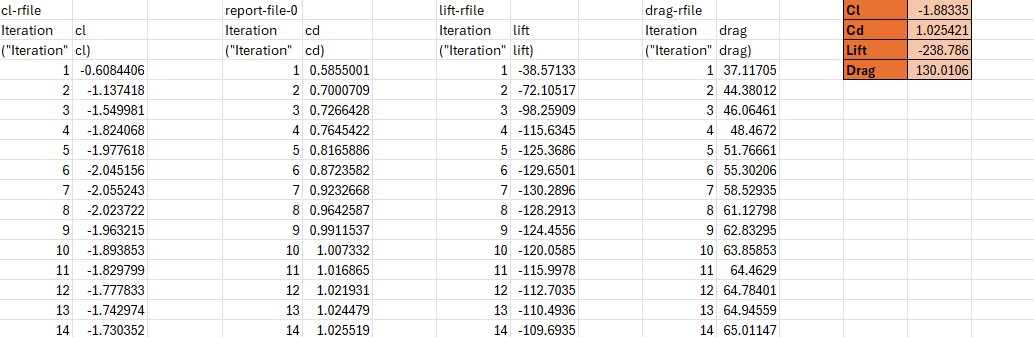 cl-rfile report-file-0 lift-rfile drag-rfile Cl -1.88335
Iteration cl Iteration cd Iteration lift Iteration drag Cd 1.025421
("Iteration" cl) ("Iteration" cd) ("Iteration" lift) ("Iteration" drag) Lift -238.786
1 -0.6084406 1 0.5855001 1 -38.57133 1 37.11705 Drag 130.0106
2 -1.137418 2 0.7000709 2 -72.10517 2 44.38012
3 -1.549981 3 0.7266428 3 -98.25909 3 46.06461
4 -1.824068 4 0.7645422 4 -115.6345 4 48.4672
5 -1.977618 5 0.8165886 5 -125.3686 5 51.76661
6 -2.045156 6 0.8723582 6 -129.6501 6 55.30206
7 -2.055243 7 0.9232668 7 -130.2896 7 58.52935
8 -2.023722 8 0.9642587 8 -128.2913 8 61.12798
9 -1.963215 9 0.9911537 9 -124.4556 9 62.83295
10 -1.893853 10 1.007332 10 -120.0585 10 63.85853
11 -1.829799 11 1.016865 11 -115.9978 11 64.4629
12 -1.777833 12 1.021931 12 -112.7035 12 64.78401
13 -1.742974 13 1.024479 13 -110.4936 13 64.94559
14 -1.730352 14 1.025519 14 -109.6935 14 65.01147